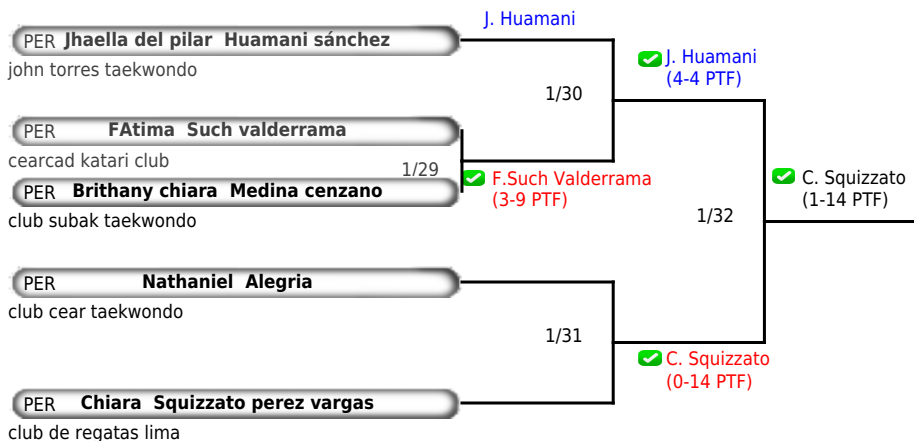 J. Huamani
PER Jhaella del pilar Huamani sánchez
john torres taekwondo
J. Huamani
(4-4 PTF)
1/30
PER FAtima Such valderrama
cearcad katari club
1/29
F.Such Valderrama
(3-9 PTF)
PER Brithany chiara Medina cenzano
club subak taekwondo
C. Squizzato
(1-14 PTF)
1/32
PER Nathaniel Alegria
club cear taekwondo
1/31
C. Squizzato
(0-14 PTF)
PER Chiara Squizzato perez vargas
club de regatas lima